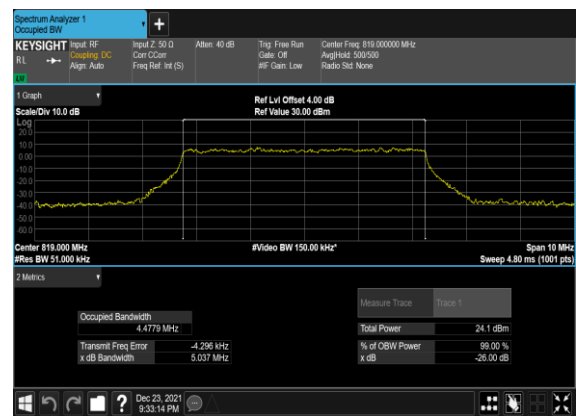 Spectrum Analyzer 1
Occupied BW
KEYSIGHT Input: RF Input Z: 50 Ω Atten: 40 dB Trig: Free Run Center Freq: 819.000000 MHz
RL Coupling: DC Corr CCorr Gate: Off Avg|Hold: 500/500
Align: Auto Freq Ref: Int (S) #IF Gain: Low Radio Std: None
1 Graph
Ref Lvl Offset 4.00 dB
Scale/Div 10.0 dB Ref Value 30.00 dBm
Log
20.0
10.0
0.00
-10.0
-20.0
-30.0
-40.0
-50.0
-60.0
Center 819.000 MHz #Video BW 150.00 kHz* Span 10 MHz
#Res BW 51.000 kHz Sweep 4.80 ms (1001 pts)
2 Metrics
Measure Trace Trace 1
Occupied Bandwidth
4.4779 MHz Total Power 24.1 dBm
Transmit Freq Error -4.296 kHz % of OBW Power 99.00 %
x dB Bandwidth 5.037 MHz x dB -26.00 dB
? Dec 23, 2021
9:33:14 PM